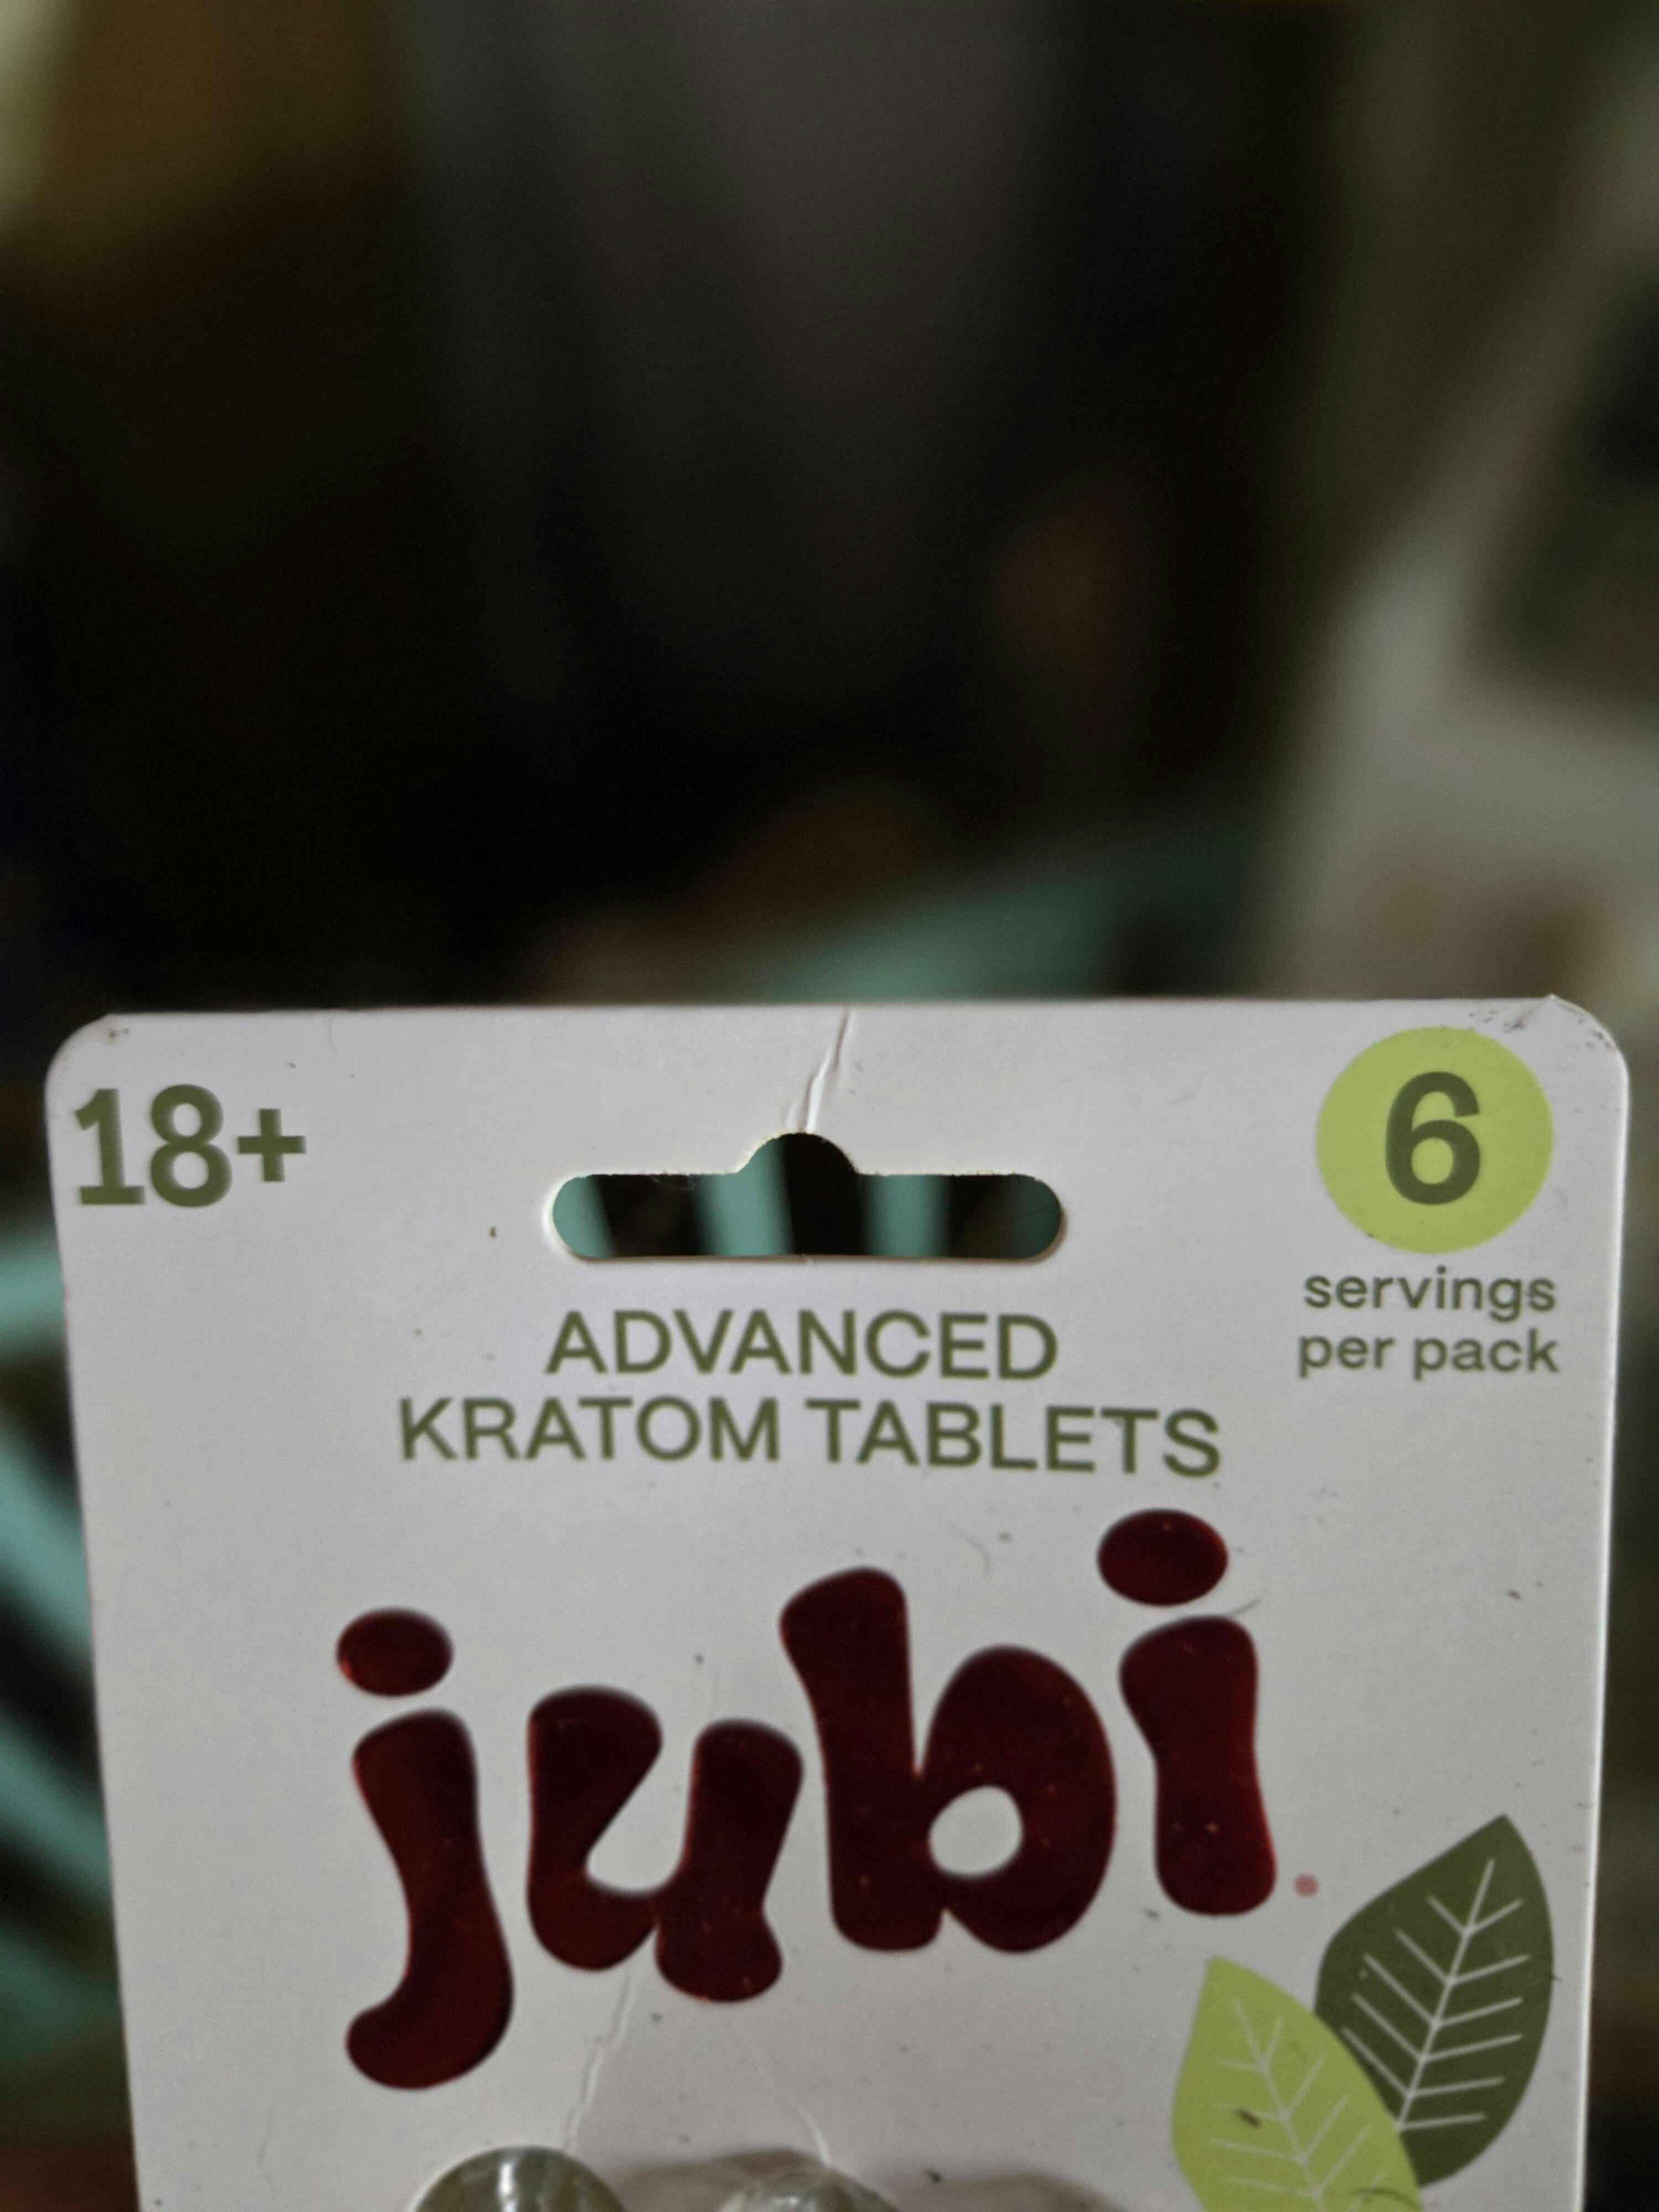 18+
6
servings
per pack
ADVANCED
KRATOM TABLETS
jubi